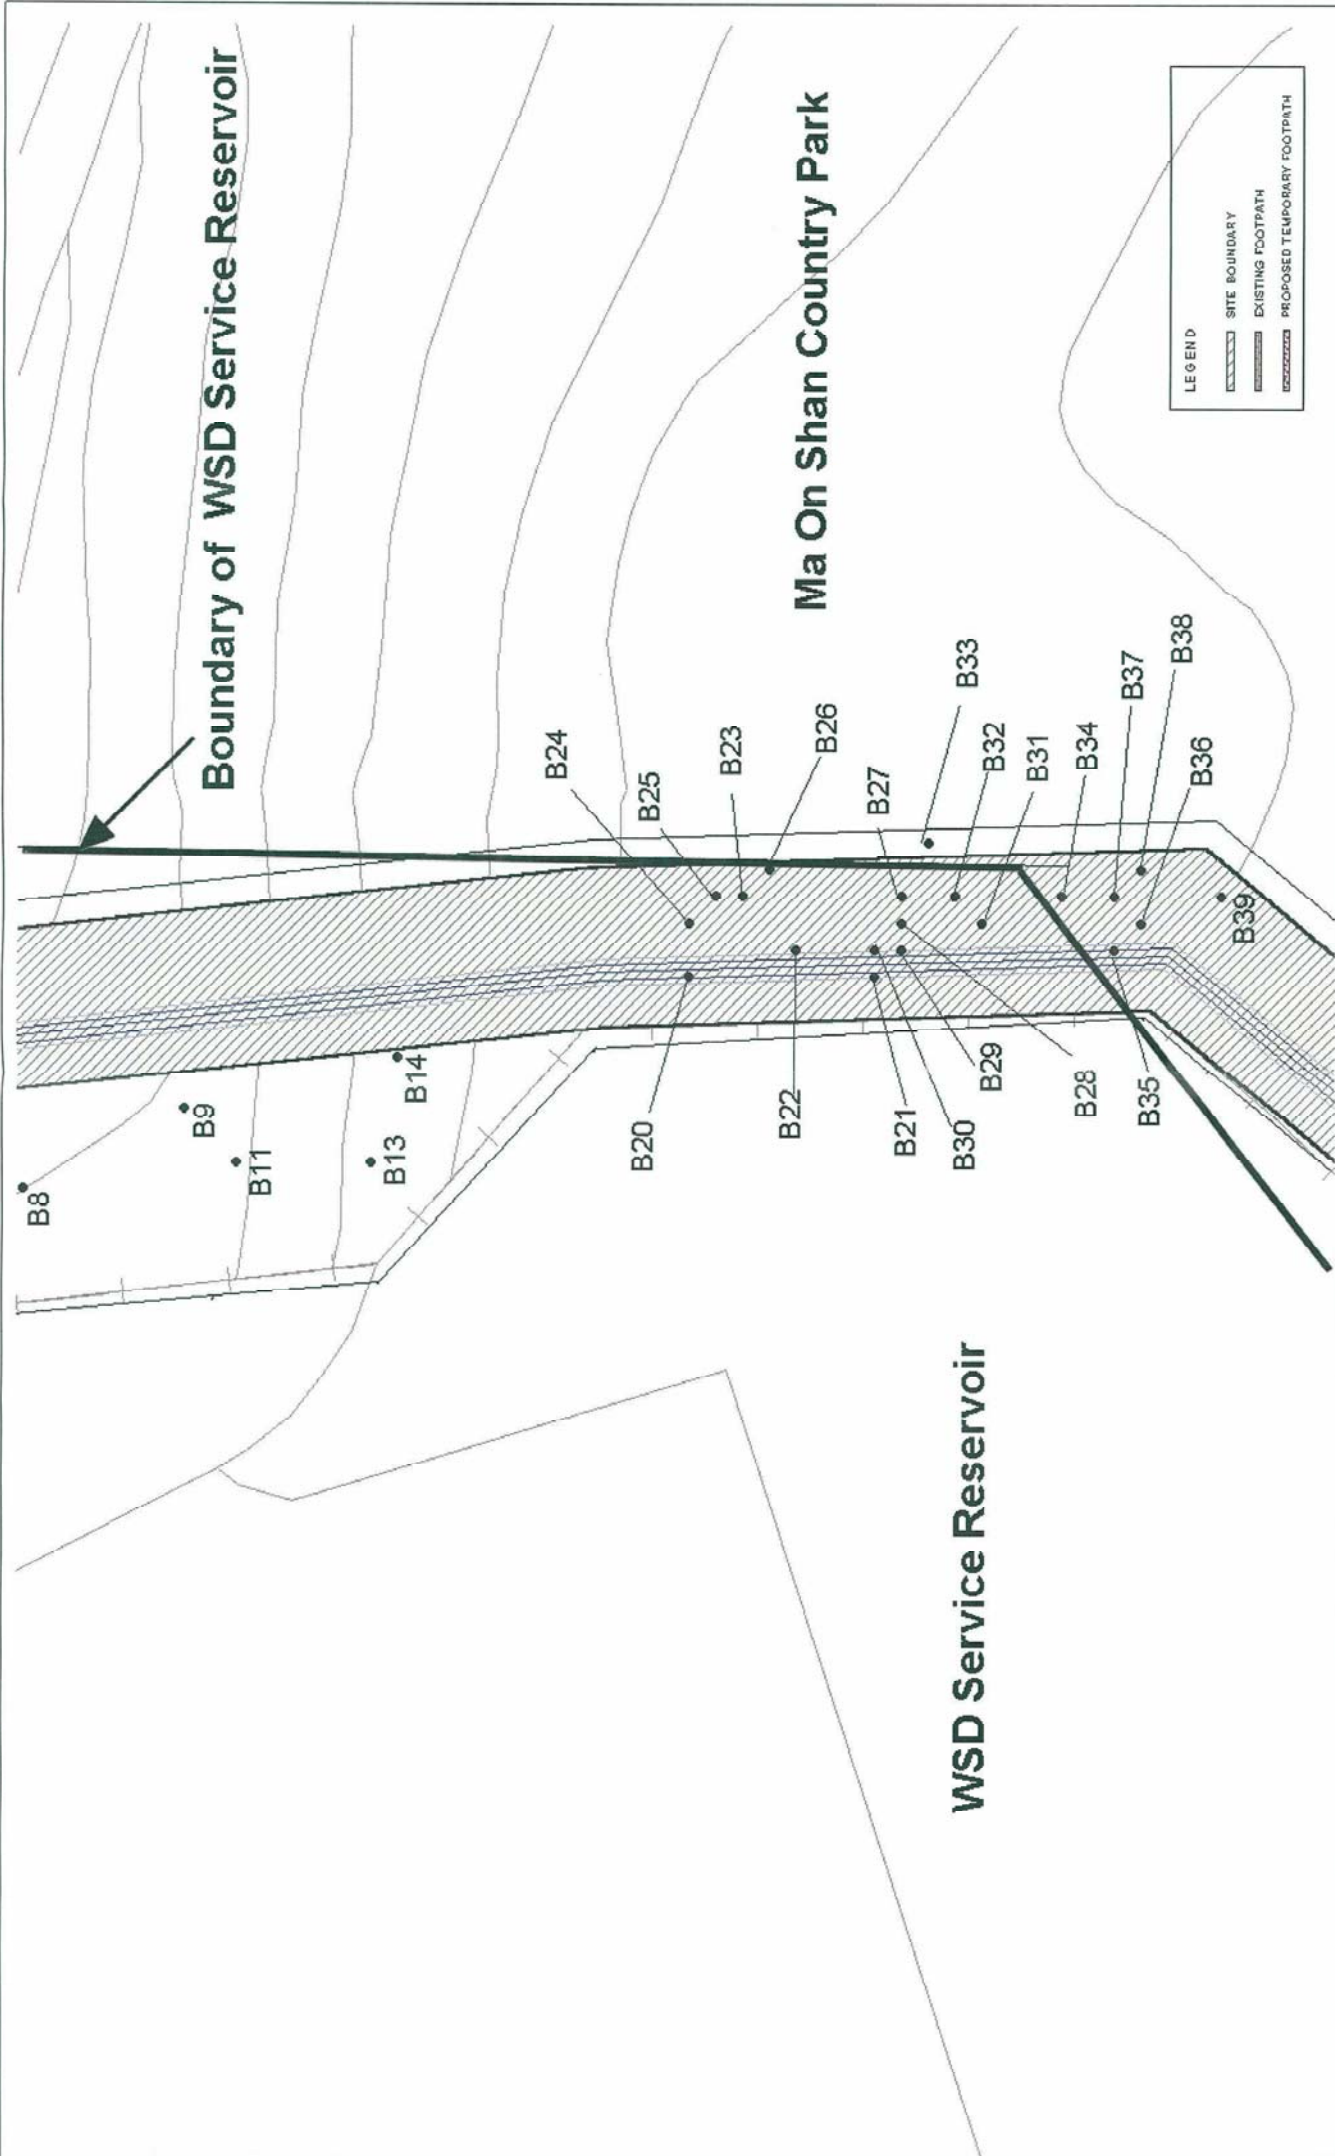 Boundary of WSD Service Reservoir
Ma On Shan Country Park
WSD Service Reservoir
B8
B9
B11
B13
B14
B20
B22
B21
B30
B29
B28
B35
B24
B25
B23
B26
B27
B33
B32
B31
B34
B37
B38
B36
B39
LEGEND
SITE BOUNDARY
EXISTING FOOTPATH
PROPOSED TEMPORARY FOOTPATH